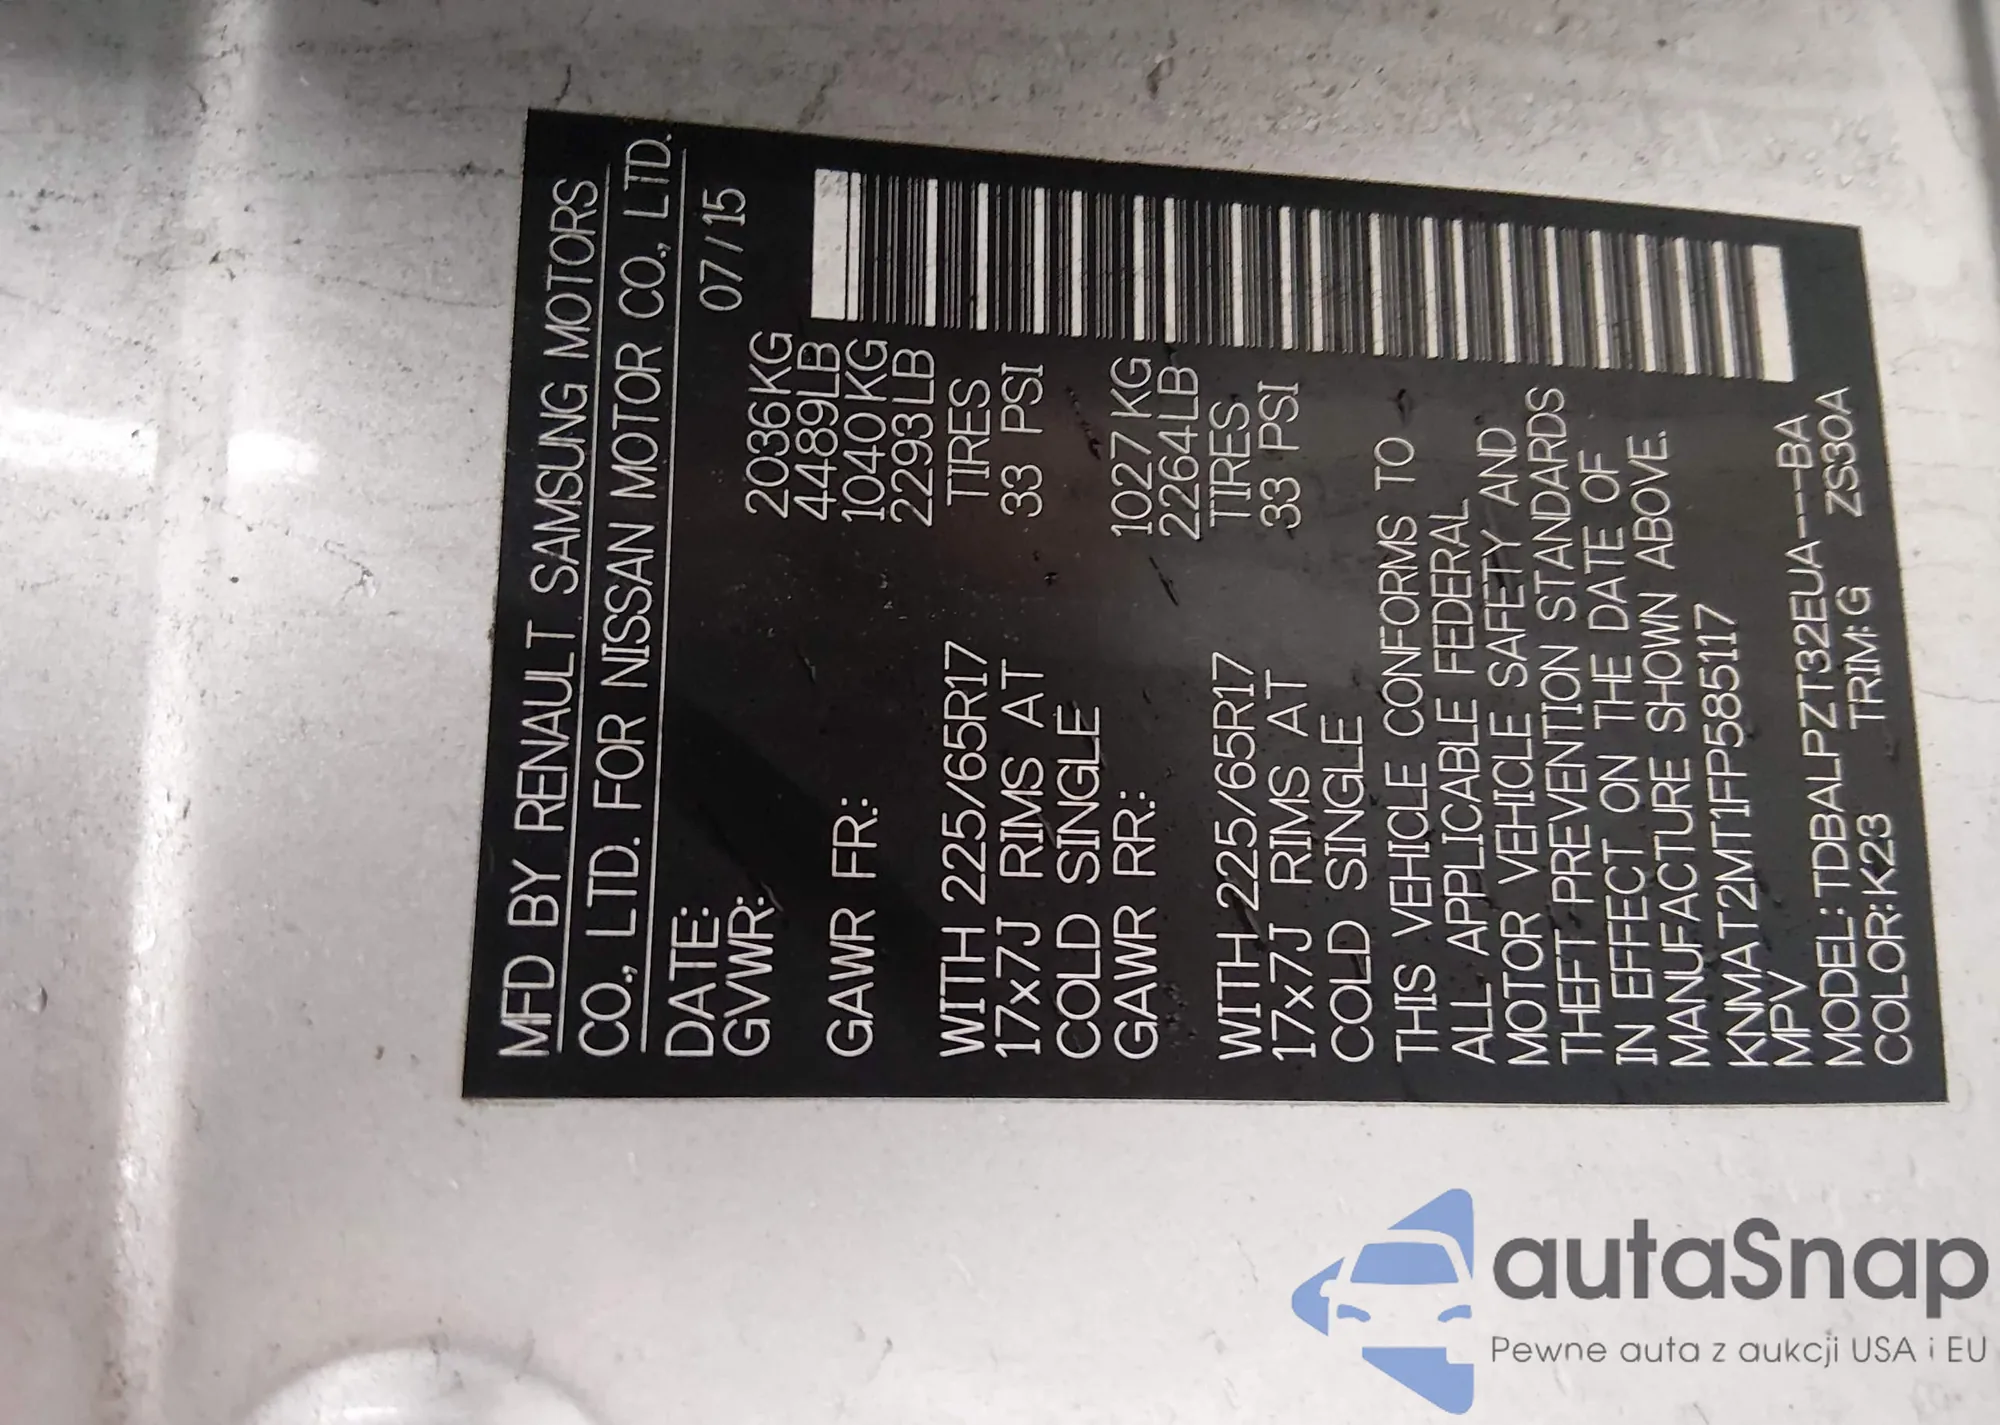 MFD BY RENAULT SAMSUNG MOTORS
CO., LTD. FOR NISSAN MOTOR CO., LTD.
DATE: 07/15
GVWR: 2036KG
4489LB
GAWR FR.: 1040KG
2293LB
WITH 225/65R17 TIRES
17x7J RIMS AT 33 PSI
COLD SINGLE
GAWR RR.: 1027KG
2264LB
WITH 225/65R17 TIRES
17x7J RIMS AT 33 PSI
COLD SINGLE
THIS VEHICLE CONFORMS TO
ALL APPLICABLE FEDERAL
MOTOR VEHICLE SAFETY AND
THEFT PREVENTION STANDARDS
IN EFFECT ON THE DATE OF
MANUFACTURE SHOWN ABOVE.
KNMAT2MT1FP585117
MPV
MODEL:TDBALPZT32EUA----BA
COLOR:K23 TRIM:G ZS30A
autaSnap
Pewne auta z aukcji USA i EU